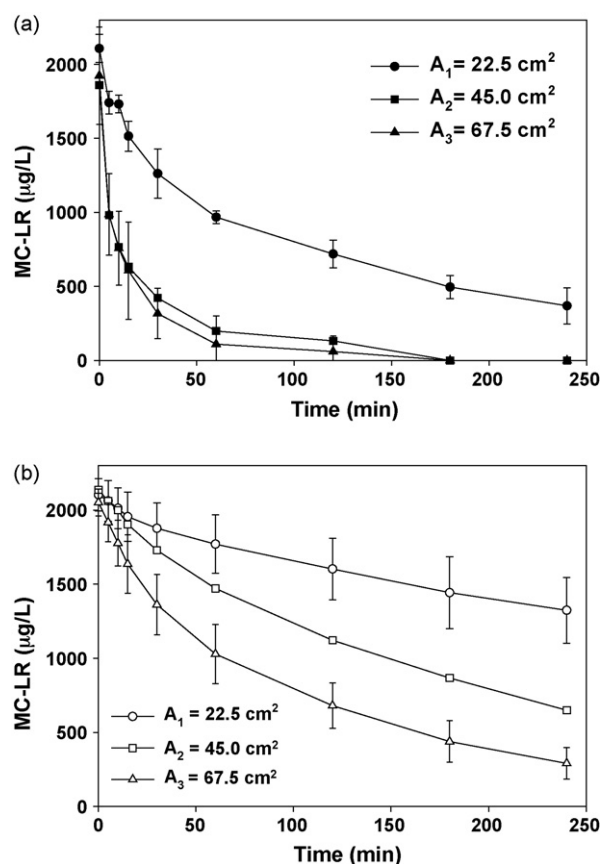 (a)
2000
1500
1000
500
0
MC-LR (μg/L)
A₁ = 22.5 cm²
A₂ = 45.0 cm²
A₃ = 67.5 cm²
0 50 100 150 200 250
Time (min)
(b)
2000
1500
1000
500
0
MC-LR (μg/L)
A₁ = 22.5 cm²
A₂ = 45.0 cm²
A₃ = 67.5 cm²
0 50 100 150 200 250
Time (min)